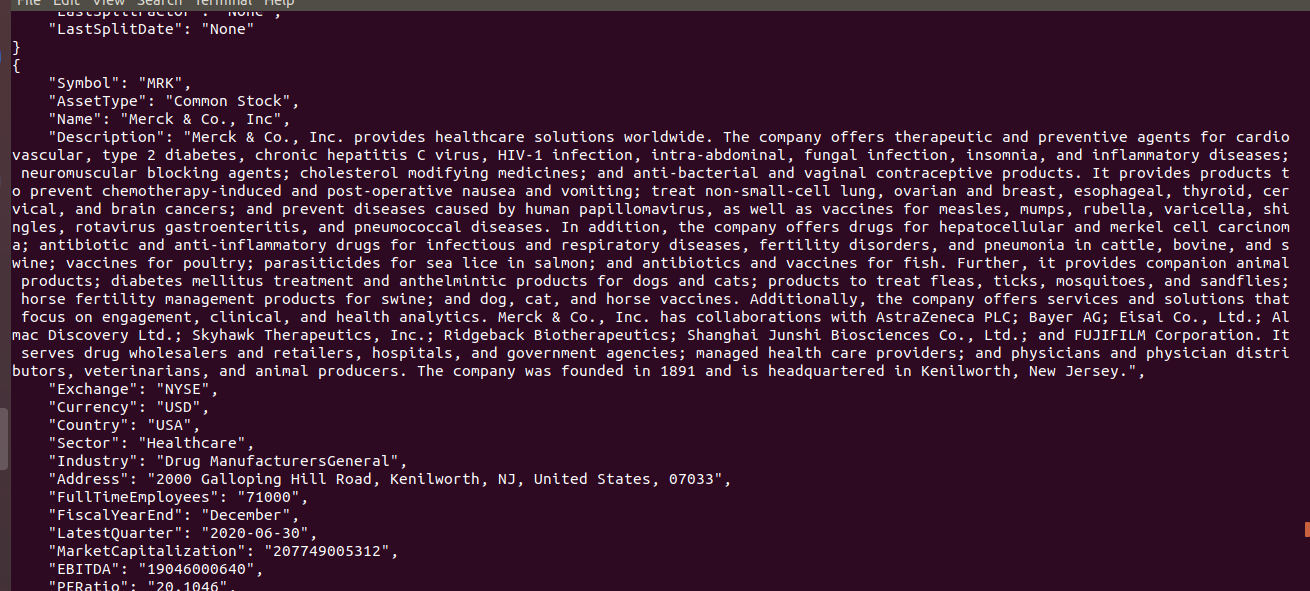 File Edit View Search Terminal Help
"LastSplitFactor": "None",
"LastSplitDate": "None"
}
{
"Symbol": "MRK",
"AssetType": "Common Stock",
"Name": "Merck & Co., Inc",
"Description": "Merck & Co., Inc. provides healthcare solutions worldwide. The company offers therapeutic and preventive agents for cardio
vascular, type 2 diabetes, chronic hepatitis C virus, HIV-1 infection, intra-abdominal, fungal infection, insomnia, and inflammatory diseases;
neuromuscular blocking agents; cholesterol modifying medicines; and anti-bacterial and vaginal contraceptive products. It provides products t
o prevent chemotherapy-induced and post-operative nausea and vomiting; treat non-small-cell lung, ovarian and breast, esophageal, thyroid, cer
vical, and brain cancers; and prevent diseases caused by human papillomavirus, as well as vaccines for measles, mumps, rubella, varicella, shi
ngles, rotavirus gastroenteritis, and pneumococcal diseases. In addition, the company offers drugs for hepatocellular and merkel cell carcinom
a; antibiotic and anti-inflammatory drugs for infectious and respiratory diseases, fertility disorders, and pneumonia in cattle, bovine, and s
wine; vaccines for poultry; parasiticides for sea lice in salmon; and antibiotics and vaccines for fish. Further, it provides companion animal
products; diabetes mellitus treatment and anthelmintic products for dogs and cats; products to treat fleas, ticks, mosquitoes, and sandflies;
horse fertility management products for swine; and dog, cat, and horse vaccines. Additionally, the company offers services and solutions that
focus on engagement, clinical, and health analytics. Merck & Co., Inc. has collaborations with AstraZeneca PLC; Bayer AG; Eisai Co., Ltd.; Al
mac Discovery Ltd.; Skyhawk Therapeutics, Inc.; Ridgeback Biotherapeutics; Shanghai Junshi Biosciences Co., Ltd.; and FUJIFILM Corporation. It
serves drug wholesalers and retailers, hospitals, and government agencies; managed health care providers; and physicians and physician distri
butors, veterinarians, and animal producers. The company was founded in 1891 and is headquartered in Kenilworth, New Jersey.",
"Exchange": "NYSE",
"Currency": "USD",
"Country": "USA",
"Sector": "Healthcare",
"Industry": "Drug ManufacturersGeneral",
"Address": "2000 Galloping Hill Road, Kenilworth, NJ, United States, 07033",
"FullTimeEmployees": "71000",
"FiscalYearEnd": "December",
"LatestQuarter": "2020-06-30",
"MarketCapitalization": "207749005312",
"EBITDA": "19046000640",
"PERatio": "20.1046",